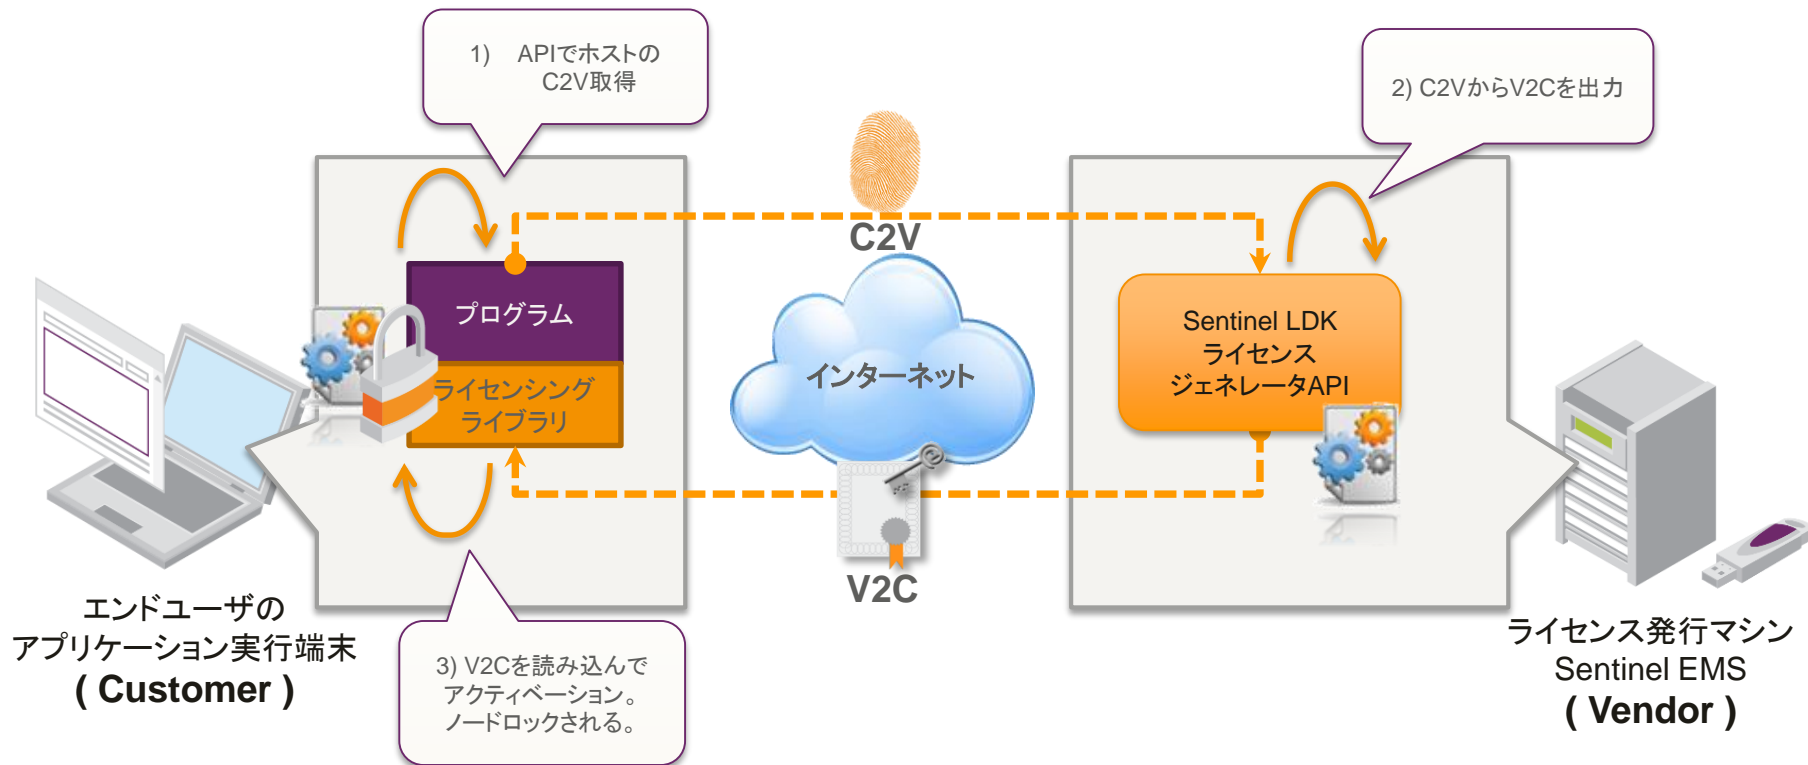 1) APIでホストの
C2V取得
2) C2VからV2Cを出力
C2V
プログラム
ライセンシング
ライブラリ
インターネット
Sentinel LDK
ライセンス
ジェネレータAPI
@
V2C
エンドユーザの
アプリケーション実行端末
( Customer )
3) V2Cを読み込んで
アクティベーション。
ノードロックされる。
ライセンス発行マシン
Sentinel EMS
( Vendor )